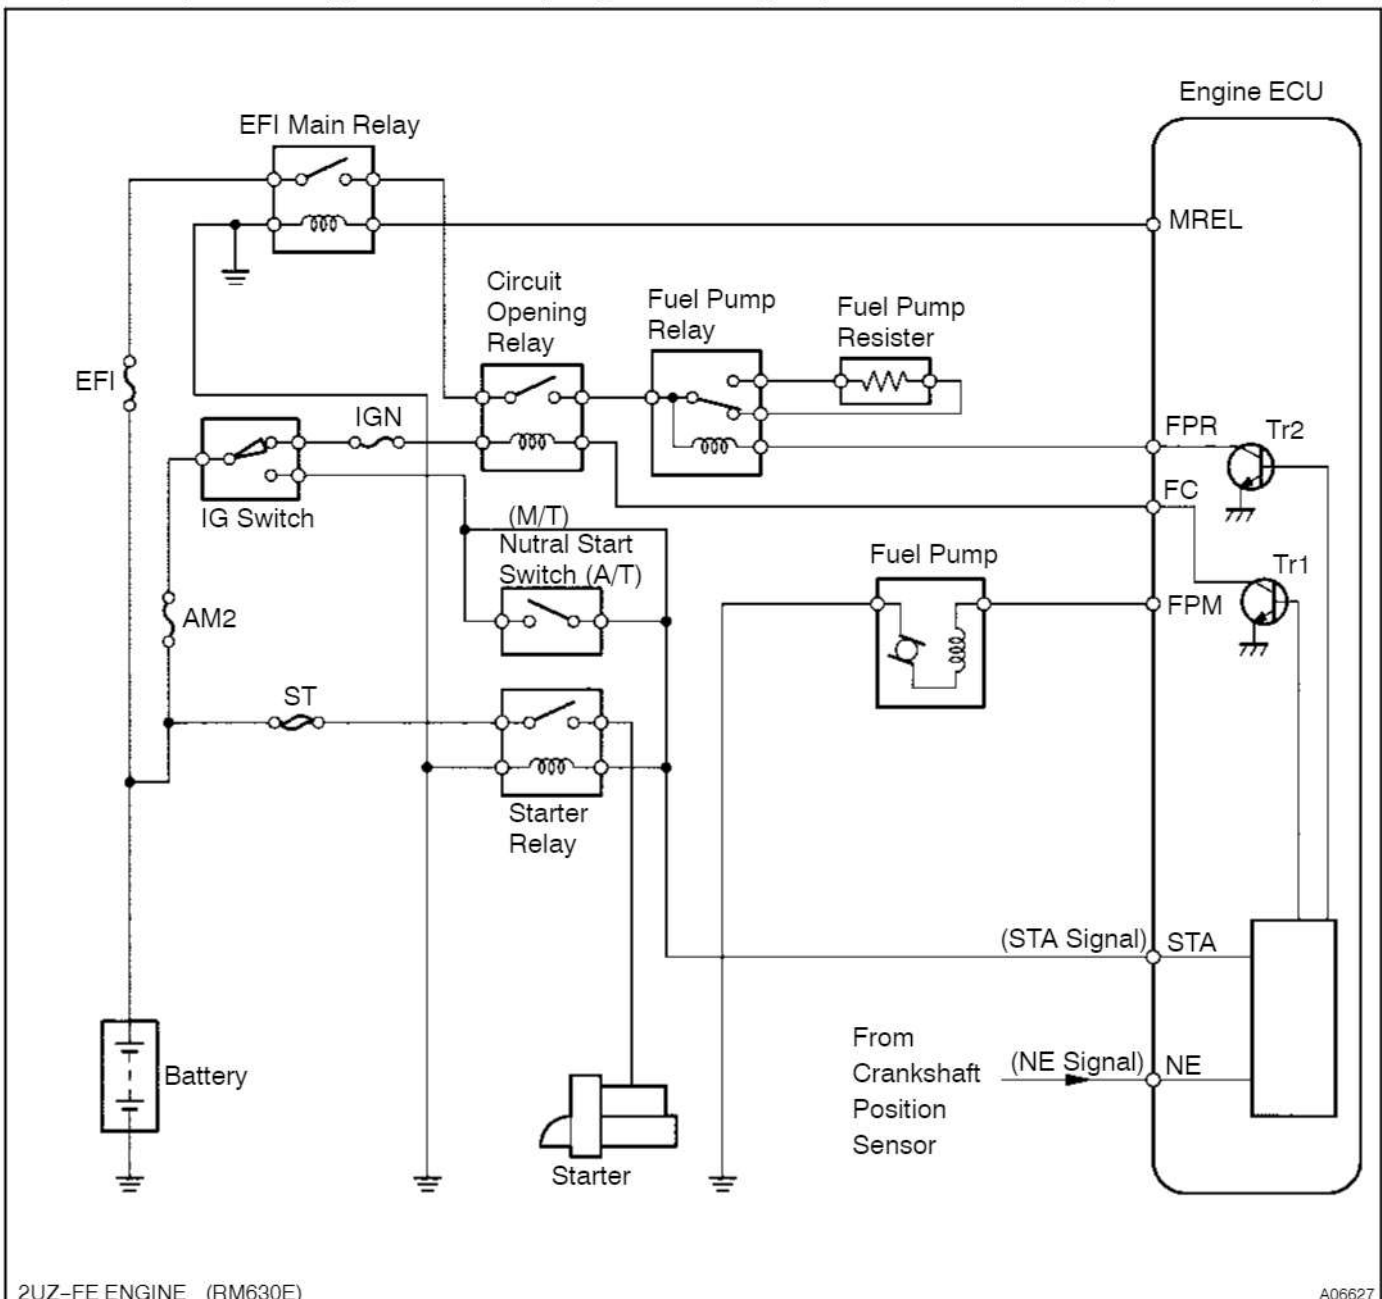 Engine ECU
EFI Main Relay
MREL
Circuit
Opening
Relay
Fuel Pump
Relay
Fuel Pump
Resister
EFI
IGN
FPR
Tr2
IG Switch
FC
(M/T)
Nutral Start
Switch (A/T)
Fuel Pump
Tr1
FPM
AM2
ST
Starter
Relay
(STA Signal)
STA
From
Crankshaft
Position
Sensor
(NE Signal)
NE
Battery
Starter
2UZ-FE ENGINE (RM630E)
A06627